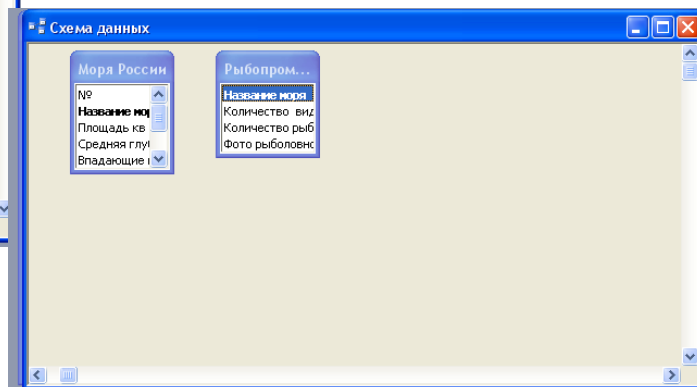 Схема данных
Моря России
№
Название мор
Площадь кв
Средняя глу
Впадающие
Рыбопром...
Название моря
Количество вид
Количество рыб
Фото рыболовно